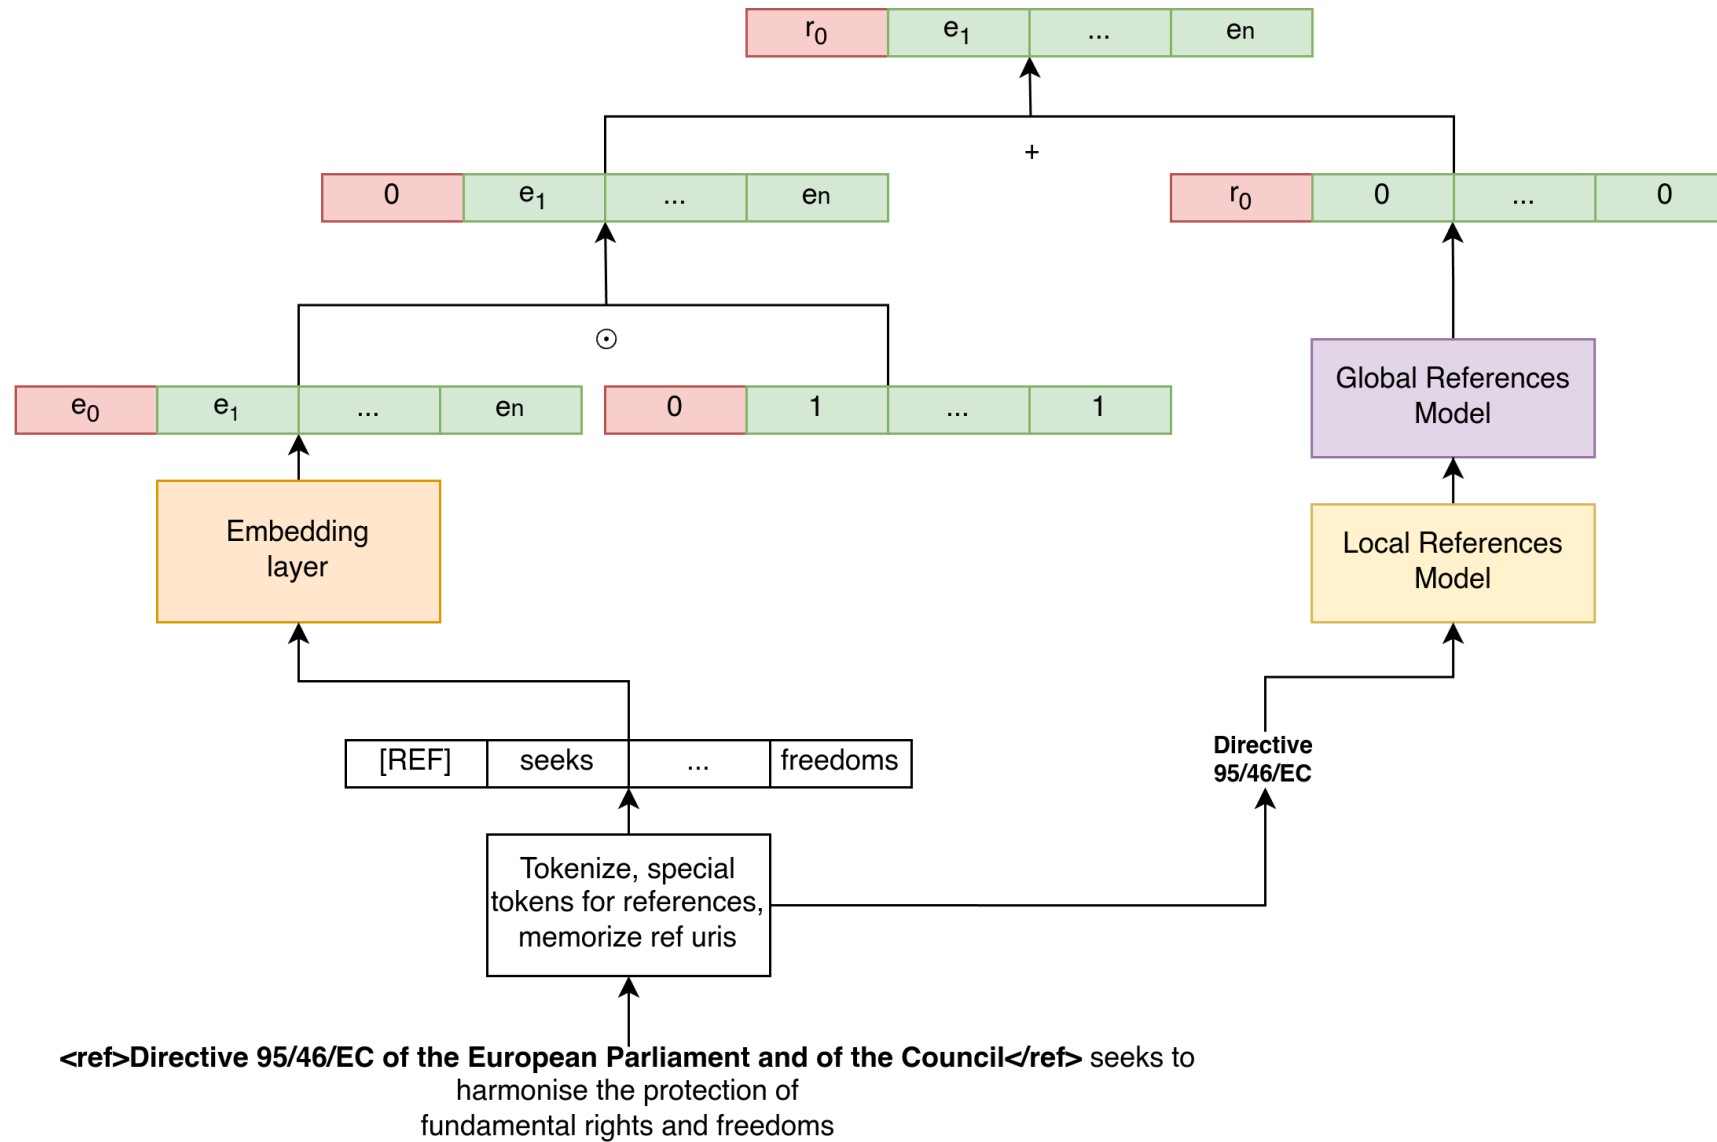 r0 e1 ... en
+
0 e1 ... en
r0 0 ... 0
⊙
e0 e1 ... en
0 1 ... 1
Global References
Model
Embedding
layer
Local References
Model
[REF] seeks ... freedoms
Directive
95/46/EC
Tokenize, special
tokens for references,
memorize ref uris
<ref>Directive 95/46/EC of the European Parliament and of the Council</ref> seeks to
harmonise the protection of
fundamental rights and freedoms